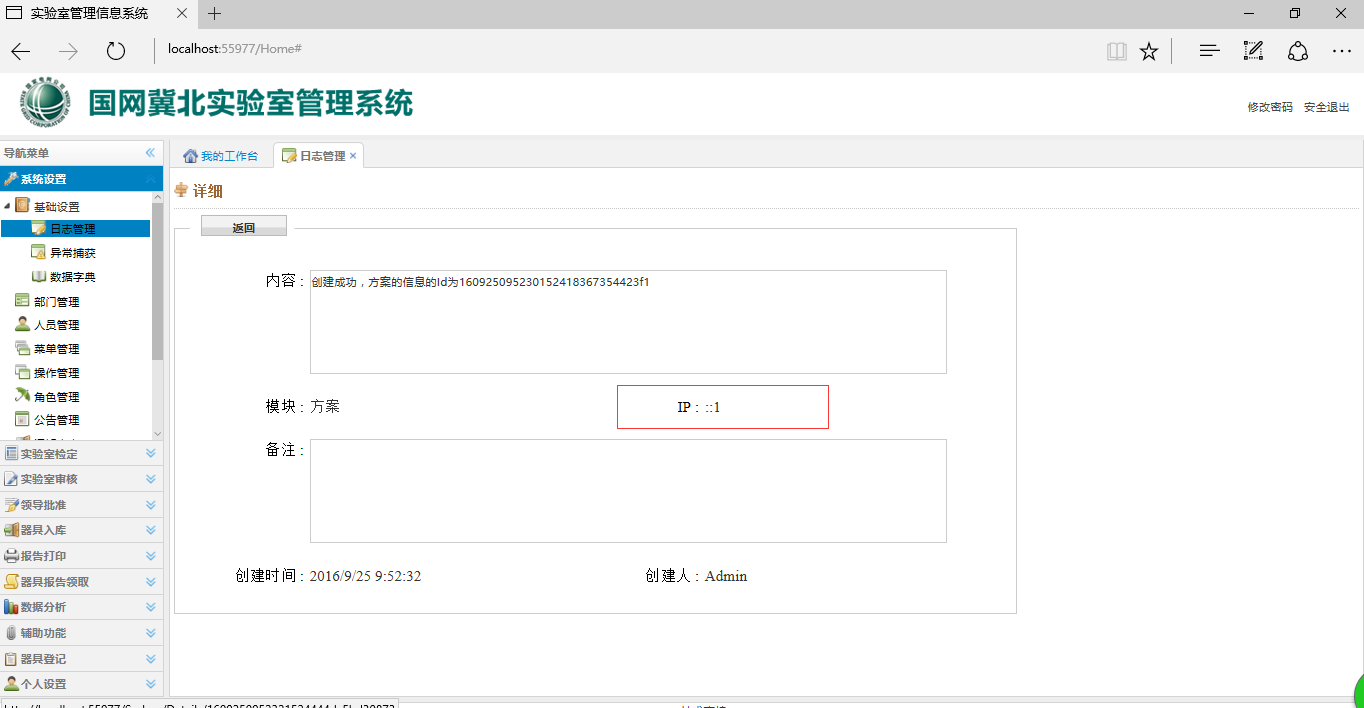 实验室管理信息系统
localhost:55977/Home#
国网冀北实验室管理系统
修改密码 安全退出
导航菜单
我的工作台
日志管理
系统设置
详细
基础设置
日志管理
返回
异常捕获
数据字典
内容：
创建成功，方案的信息的Id为160925095230152418367354423f1
部门管理
人员管理
菜单管理
操作管理
角色管理
模块：方案
IP：::1
公告管理
备注：
实验室检定
实验室审核
领导批准
器具入库
报告打印
创建时间：2016/9/25 9:52:32
创建人：Admin
器具报告领取
数据分析
辅助功能
器具登记
个人设置